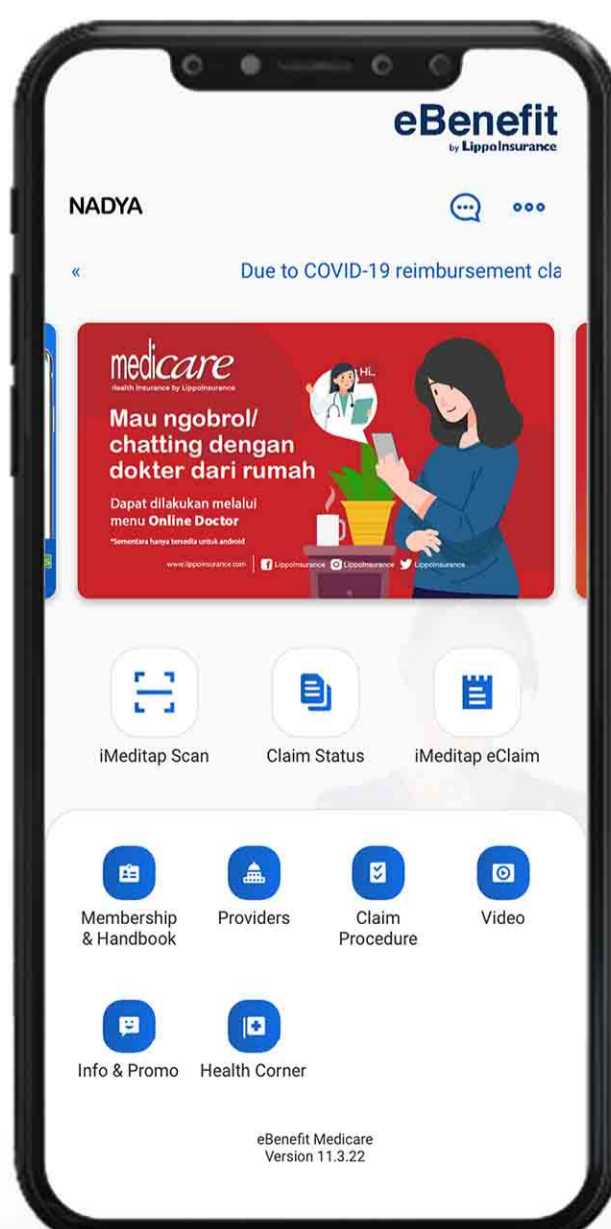 eBenefit
by LippoInsurance
NADYA
«
Due to COVID-19 reimbursement cla
medicare
Health Insurance by LippoInsurance
Hi..
Mau ngobrol/
chatting dengan
dokter dari rumah
Dapat dilakukan melalui
menu Online Doctor
*Sementara hanya tersedia untuk android
www.lippoinsurance.com
LippoInsurance
LippoInsurance
LippoInsurance
iMeditap Scan
Claim Status
iMeditap eClaim
Membership
& Handbook
Providers
Claim
Procedure
Video
Info & Promo
Health Corner
eBenefit Medicare
Version 11.3.22